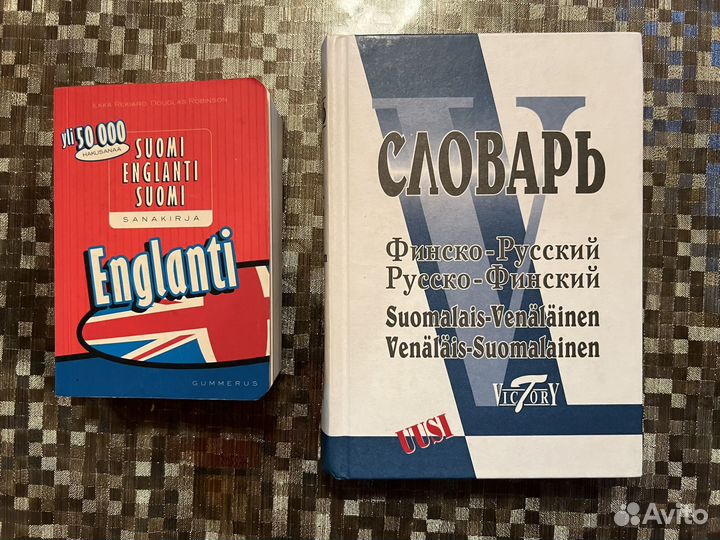 Ilkka Rekiaro, Douglas Robinson
yli 50 000
HAKUSANAA
SUOMI
ENGLANTI
SUOMI
SANAKIRJA
Englanti
GUMMERUS
СЛОВАРЬ
Финско-Русский
Русско-Финский
Suomalais-Venäläinen
Venäläis-Suomalainen
VICTORY
UUSI
Avito